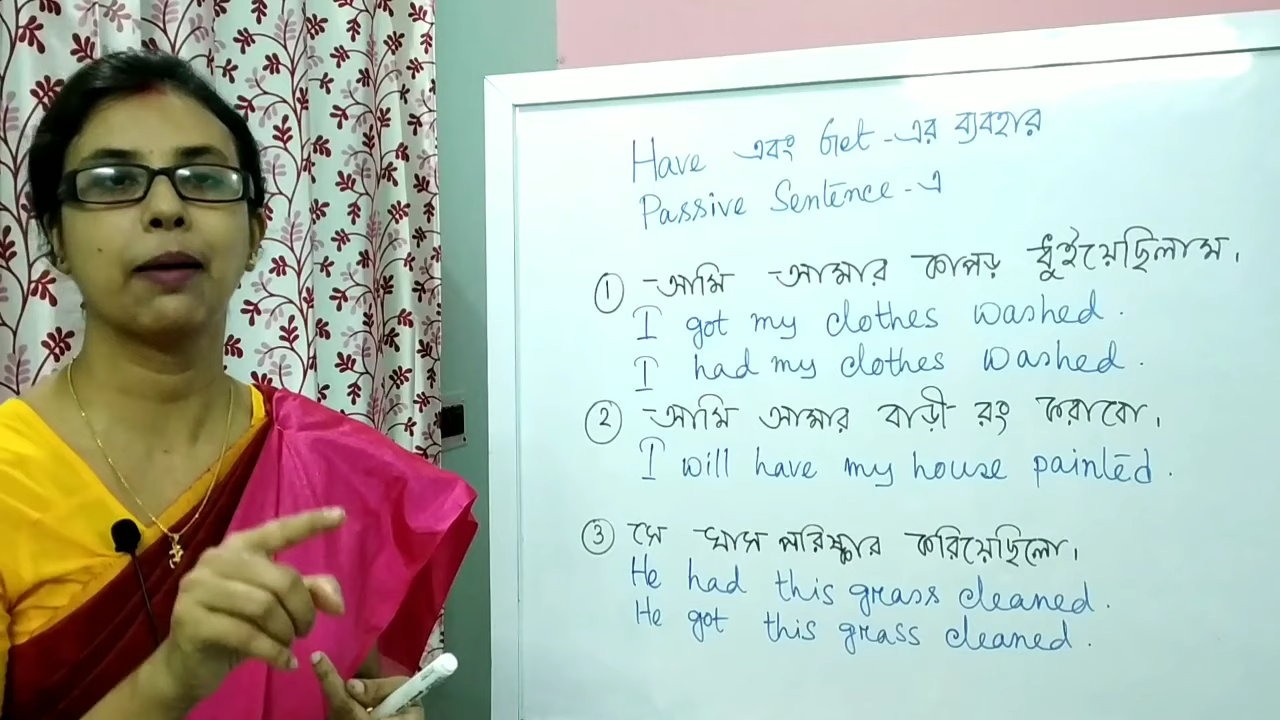 Have এবং Get -এর ব্যবহার
Passive Sentence - এ
① আমি আমার কাপড় ধুইয়েছিলাম.
I got my clothes washed.
I had my clothes washed.
② আমি আমার বাড়ী রং করাবো.
I will have my house painted.
③ সে ঘাস পরিষ্কার করিয়েছিলো.
He had this grass cleaned.
He got this grass cleaned.